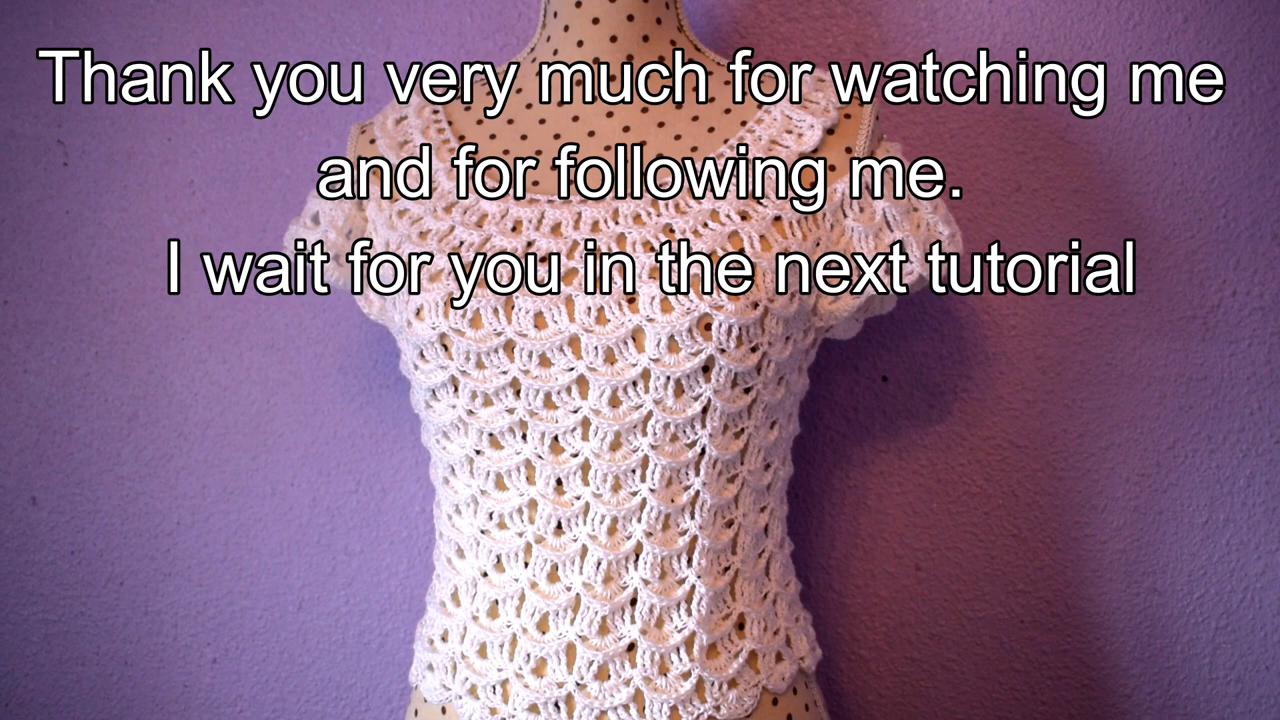 Thank you very much for watching me
and for following me.
I wait for you in the next tutorial